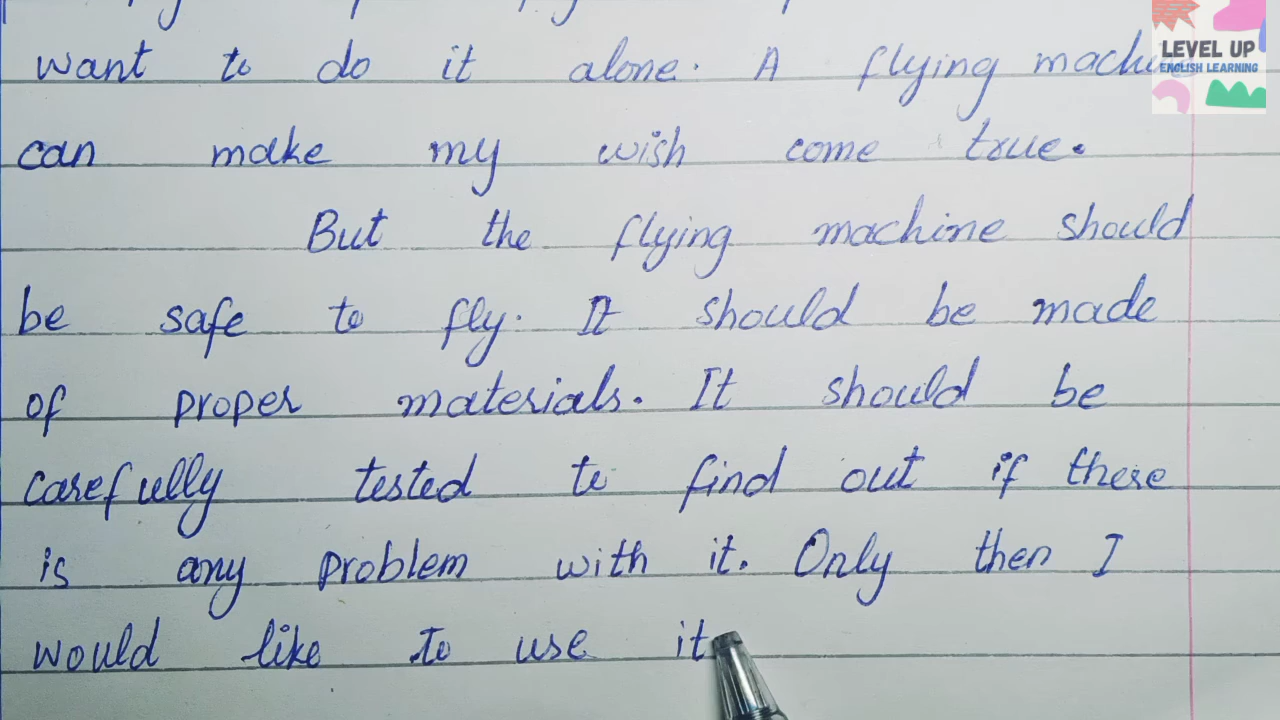 want to do it alone. A flying machin
can make my wish come true.
But the flying machine should
be safe to fly. It should be made
of proper materials. It should be
carefully tested to find out if there
is any problem with it. Only then I
would like to use it
LEVEL UP
ENGLISH LEARNING